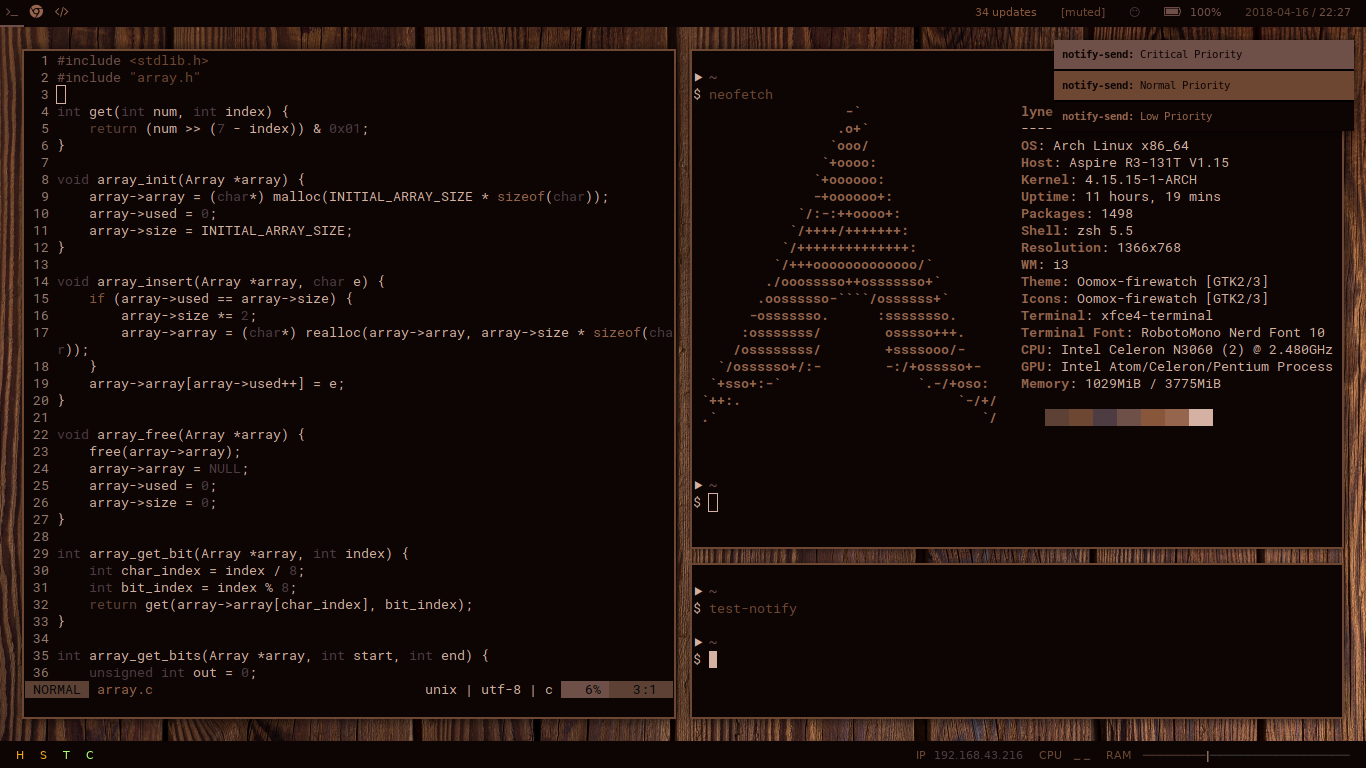 >_ </> 34 updates [muted] 100% 2018-04-16 / 22:27
1 #include <stdlib.h>
2 #include "array.h"
3
4 int get(int num, int index) {
5     return (num >> (7 - index)) & 0x01;
6 }
7
8 void array_init(Array *array) {
9     array->array = (char*) malloc(INITIAL_ARRAY_SIZE * sizeof(char));
10     array->used = 0;
11     array->size = INITIAL_ARRAY_SIZE;
12 }
13
14 void array_insert(Array *array, char e) {
15     if (array->used == array->size) {
16         array->size *= 2;
17         array->array = (char*) realloc(array->array, array->size * sizeof(cha
r));
18     }
19     array->array[array->used++] = e;
20 }
21
22 void array_free(Array *array) {
23     free(array->array);
24     array->array = NULL;
25     array->used = 0;
26     array->size = 0;
27 }
28
29 int array_get_bit(Array *array, int index) {
30     int char_index = index / 8;
31     int bit_index = index % 8;
32     return get(array->array[char_index], bit_index);
33 }
34
35 int array_get_bits(Array *array, int start, int end) {
36     unsigned int out = 0;
NORMAL array.c unix | utf-8 | c 6% 3:1
notify-send: Critical Priority
notify-send: Normal Priority
notify-send: Low Priority
▶ ~
$ neofetch
-`
.o+`
`ooo/
`+oooo:
`+oooooo:
-+oooooo+:
`/:-:++oooo+:
`/++++/+++++++:
`/++++++++++++++:
`/+++ooooooooooooo/`
./ooosssso++osssssso+`
.oossssso-````/ossssss+`
-osssssso.      :ssssssso.
:osssssss/        osssso+++.
/ossssssss/        +ssssooo/-
`/ossssso+/:-        -:/+osssso+-
`+sso+:-`                 `.-/+oso:
`++:.                           `-/+/
.`                                 `/
lyne
----
OS: Arch Linux x86_64
Host: Aspire R3-131T V1.15
Kernel: 4.15.15-1-ARCH
Uptime: 11 hours, 19 mins
Packages: 1498
Shell: zsh 5.5
Resolution: 1366x768
WM: i3
Theme: Oomox-firewatch [GTK2/3]
Icons: Oomox-firewatch [GTK2/3]
Terminal: xfce4-terminal
Terminal Font: RobotoMono Nerd Font 10
CPU: Intel Celeron N3060 (2) @ 2.480GHz
GPU: Intel Atom/Celeron/Pentium Process
Memory: 1029MiB / 3775MiB
▶ ~
$
▶ ~
$ test-notify
▶ ~
$
H S T C IP 192.168.43.216 CPU _ _ RAM